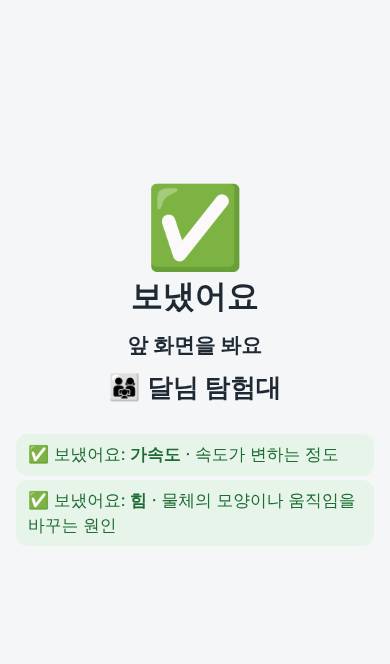 보냈어요
앞 화면을 봐요
👨‍👩‍👧 달님 탐험대
✅ 보냈어요: 가속도 · 속도가 변하는 정도
✅ 보냈어요: 힘 · 물체의 모양이나 움직임을
바꾸는 원인